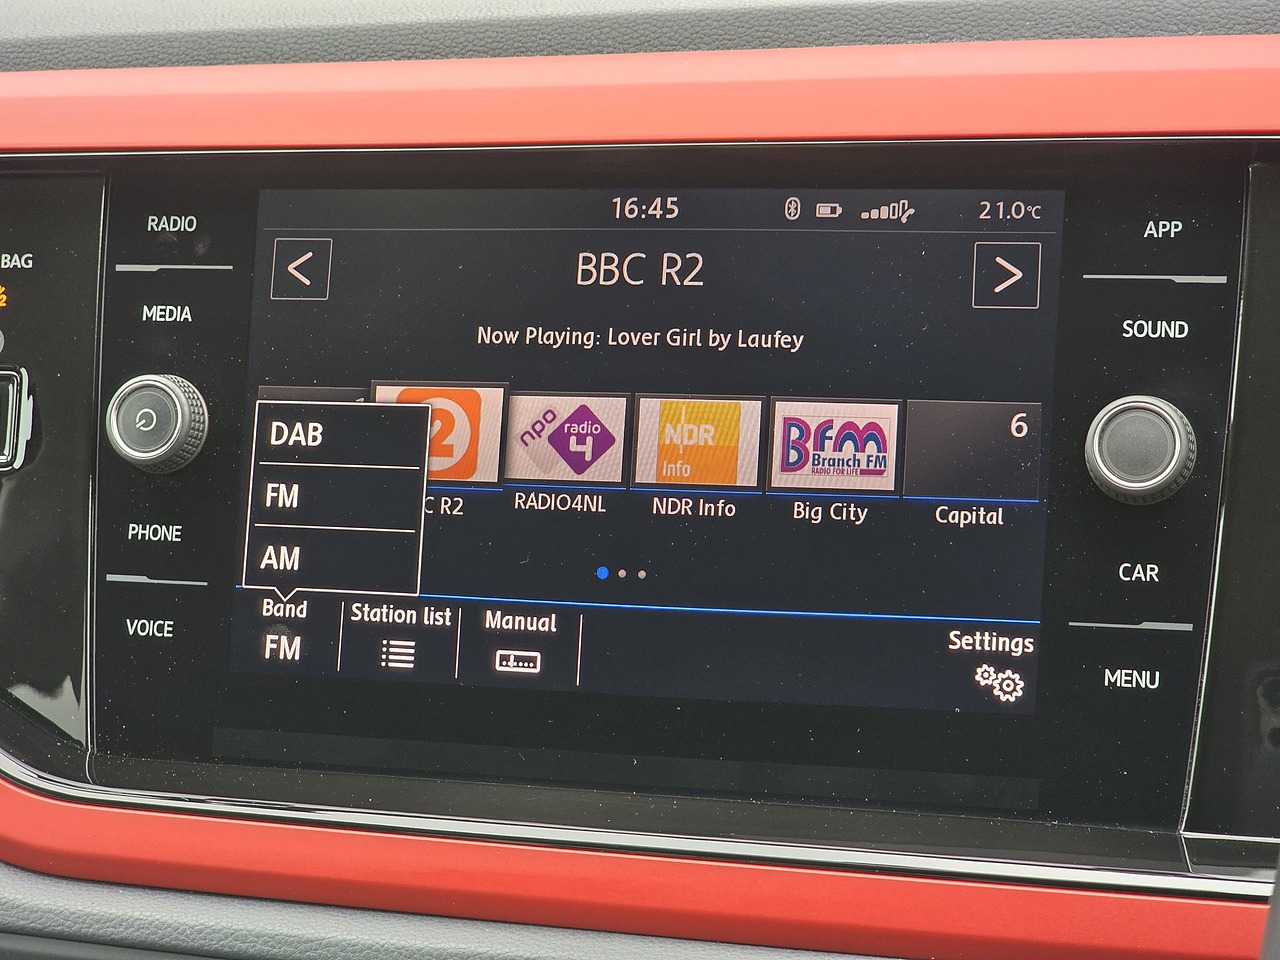 16:45
21.0°C
BBC R2
Now Playing: Lover Girl by Laufey
RADIO
MEDIA
PHONE
VOICE
BAG
APP
SOUND
CAR
MENU
DAB
FM
AM
2
npo
radio
4
NDR
Info
Bfm
Branch FM
RADIO FOR LIFE
6
C R2
RADIO4NL
NDR Info
Big City
Capital
Band
FM
Station list
Manual
Settings